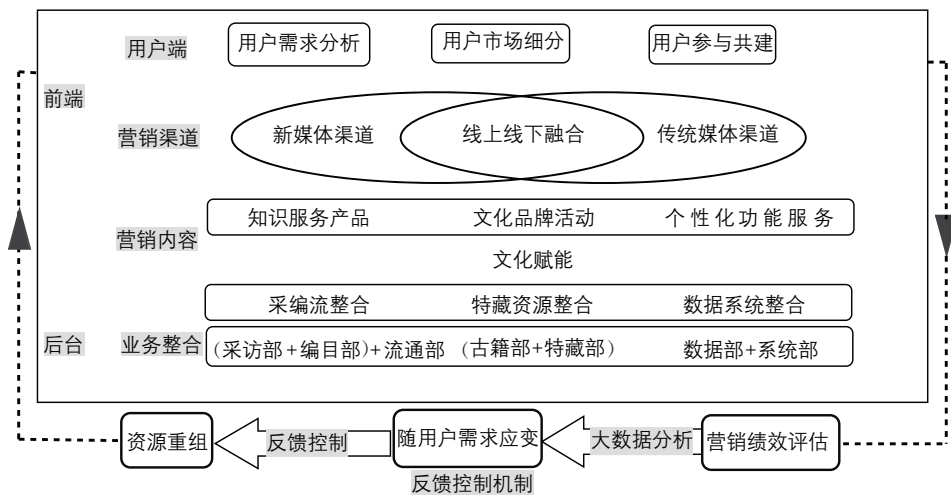 用户端 用户需求分析 用户市场细分 用户参与共建
前端
营销渠道 新媒体渠道 线上线下融合 传统媒体渠道
知识服务产品 文化品牌活动 个性化功能服务
营销内容
文化赋能
采编流整合 特藏资源整合 数据系统整合
后台 业务整合 (采访部+编目部)+流通部 (古籍部+特藏部) 数据部+系统部
资源重组 反馈控制 随用户需求应变 大数据分析 营销绩效评估
反馈控制机制